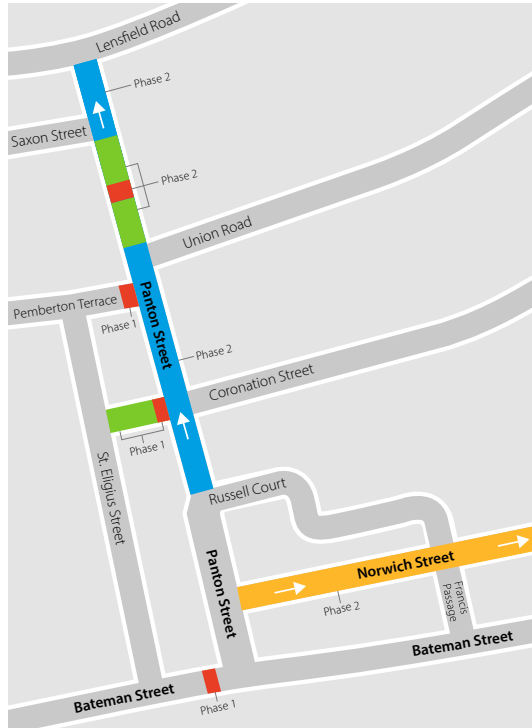 Lensfield Road
Phase 2
Saxon Street
Phase 2
Union Road
Pemberton Terrace
Phase 1
Panton Street
Phase 2
Coronation Street
Phase 1
St. Eligius Street
Russell Court
Panton Street
Norwich Street
Phase 2
Francis
Passage
Bateman Street
Bateman Street
Phase 1